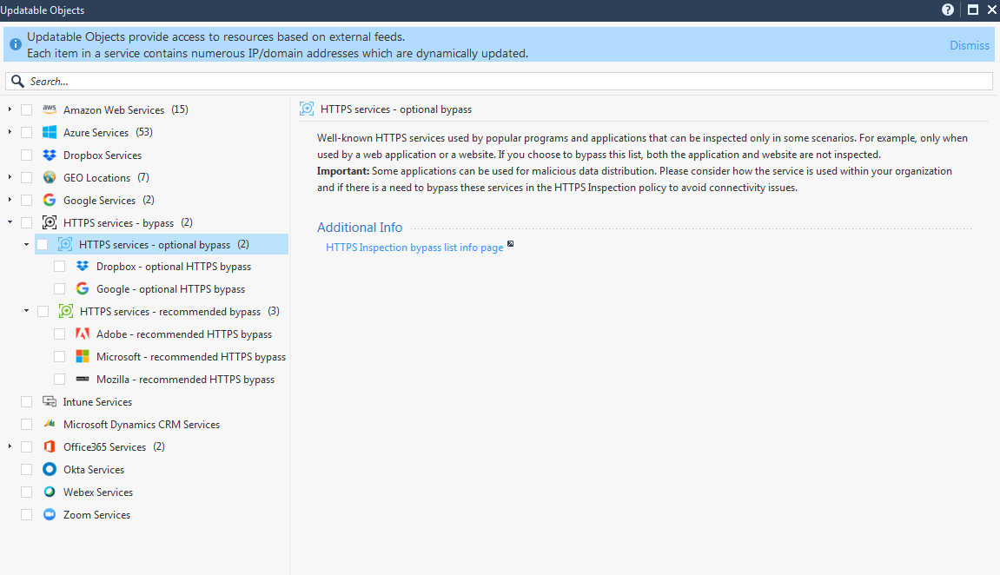 Updatable Objects
Updatable Objects provide access to resources based on external feeds.
Each item in a service contains numerous IP/domain addresses which are dynamically updated.
Dismiss
Search...
Amazon Web Services (15)
Azure Services (53)
Dropbox Services
GEO Locations (7)
Google Services (2)
HTTPS services - bypass (2)
HTTPS services - optional bypass (2)
Dropbox - optional HTTPS bypass
Google - optional HTTPS bypass
HTTPS services - recommended bypass (3)
Adobe - recommended HTTPS bypass
Microsoft - recommended HTTPS bypass
Mozilla - recommended HTTPS bypass
Intune Services
Microsoft Dynamics CRM Services
Office365 Services (2)
Okta Services
Webex Services
Zoom Services
HTTPS services - optional bypass
Well-known HTTPS services used by popular programs and applications that can be inspected only in some scenarios. For example, only when
used by a web application or a website. If you choose to bypass this list, both the application and website are not inspected.
Important: Some applications can be used for malicious data distribution. Please consider how the service is used within your organization
and if there is a need to bypass these services in the HTTPS Inspection policy to avoid connectivity issues.
Additional Info
HTTPS Inspection bypass list info page